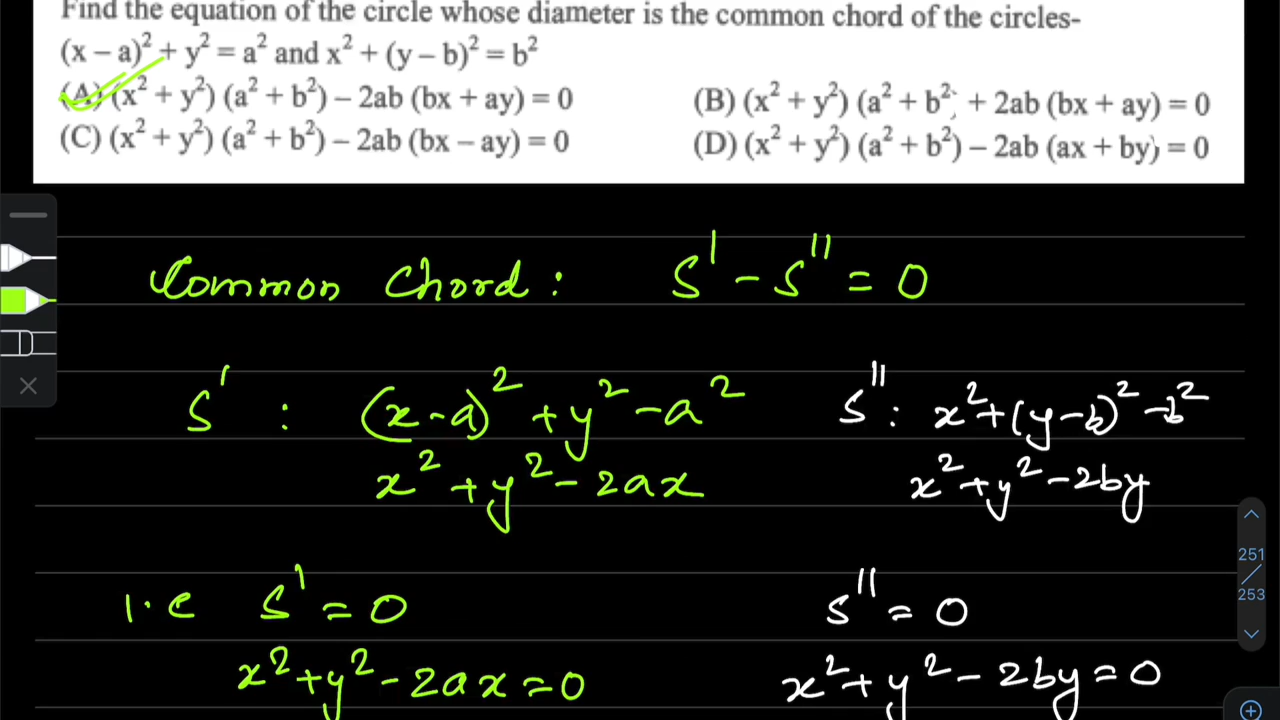 Find the equation of the circle whose diameter is the common chord of the circles-
(x – a)² + y² = a² and x² + (y – b)² = b²
(A) (x² + y²) (a² + b²) – 2ab (bx + ay) = 0
(B) (x² + y²) (a² + b²) + 2ab (bx + ay) = 0
(C) (x² + y²) (a² + b²) – 2ab (bx – ay) = 0
(D) (x² + y²) (a² + b²) – 2ab (ax + by) = 0
Common Chord : S' - S'' = 0
S' : (x-a)² + y² - a²
x² + y² - 2ax
S'' : x² + (y-b)² - b²
x² + y² - 2by
i.e S' = 0
x² + y² - 2ax = 0
S'' = 0
x² + y² - 2by = 0
251
253